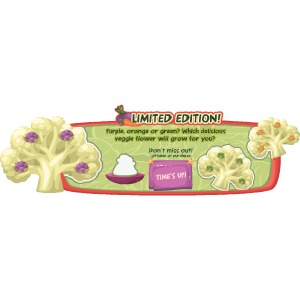 LIMITED EDITION!
Purple, orange or green? Which delicious
veggie flower will grow for you?
Don't miss out!
TIME'S UP!